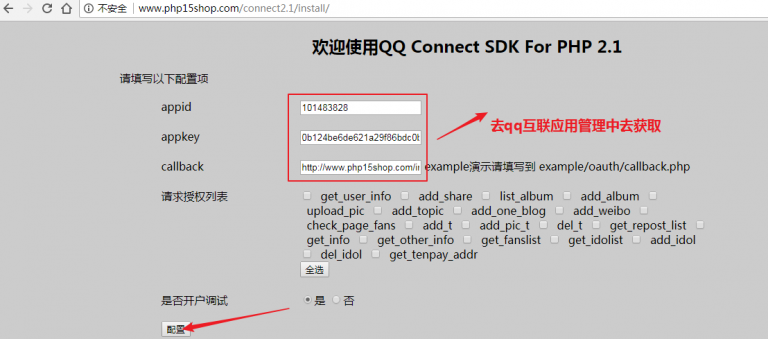 不安全 www.php15shop.com/connect2.1/install/
欢迎使用QQ Connect SDK For PHP 2.1
请填写以下配置项
appid 101483828
去qq互联应用管理中去获取
appkey 0b124be6de621a29f86bdc0b
callback http://www.php15shop.com/in example演示请填写到 example/oauth/callback.php
请求授权列表 get_user_info add_share list_album add_album
upload_pic add_topic add_one_blog add_weibo
check_page_fans add_t add_pic_t del_t get_repost_list
get_info get_other_info get_fanslist get_idolist add_idol
del_idol get_tenpay_addr
全选
是否开户调试 是 否
配置